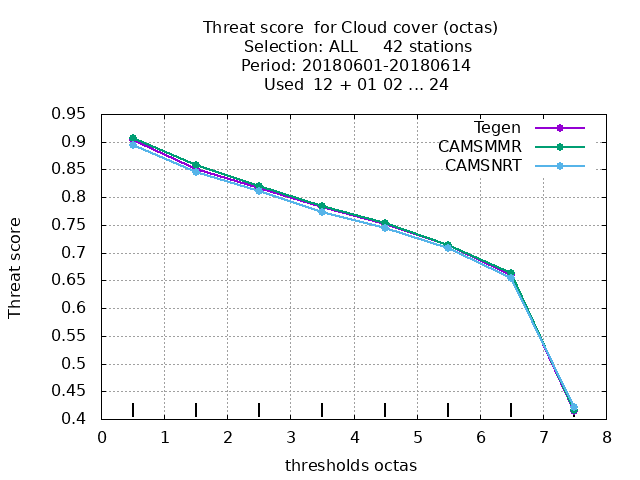 Threat score  for Cloud cover (octas)
Selection: ALL     42 stations
Period: 20180601-20180614
Used  12 + 01 02 ... 24
Tegen
CAMSMMR
CAMSNRT
0.95
0.9
0.85
0.8
0.75
0.7
0.65
0.6
0.55
0.5
0.45
0.4
Threat score
0 1 2 3 4 5 6 7 8
thresholds octas